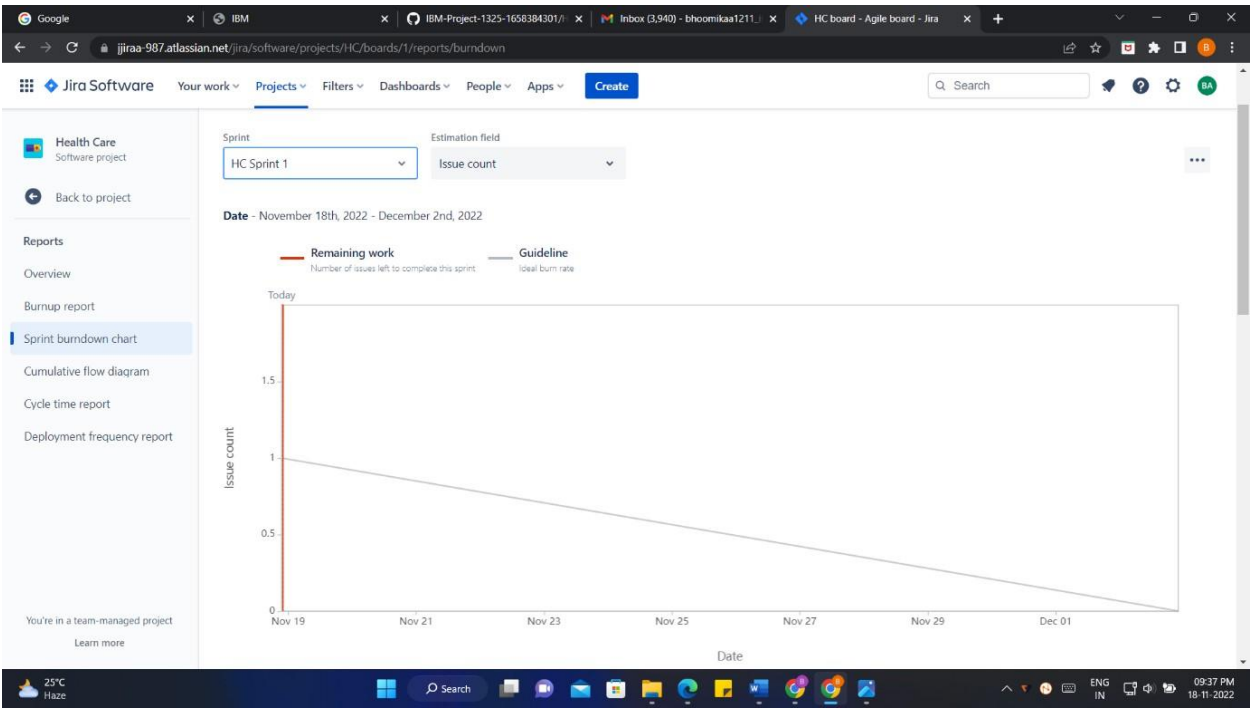 Google
IBM
IBM-Project-1325-1658384301/H
Inbox (3,940) - bhoomikaa1211_i
HC board - Agile board - Jira
jjiraa-987.atlassian.net/jira/software/projects/HC/boards/1/reports/burndown
B
Jira Software
Your work
Projects
Filters
Dashboards
People
Apps
Create
Search
BA
Health Care
Software project
Back to project
Reports
Overview
Burnup report
Sprint burndown chart
Cumulative flow diagram
Cycle time report
Deployment frequency report
You're in a team-managed project
Learn more
Sprint
HC Sprint 1
Estimation field
Issue count
Date - November 18th, 2022 - December 2nd, 2022
Remaining work
Number of issues left to complete this sprint
Guideline
Ideal burn rate
Today
1.5
1
0.5
0
Issue count
Nov 19
Nov 21
Nov 23
Nov 25
Nov 27
Nov 29
Dec 01
Date
25°C
Haze
Search
ENG
IN
09:37 PM
18-11-2022